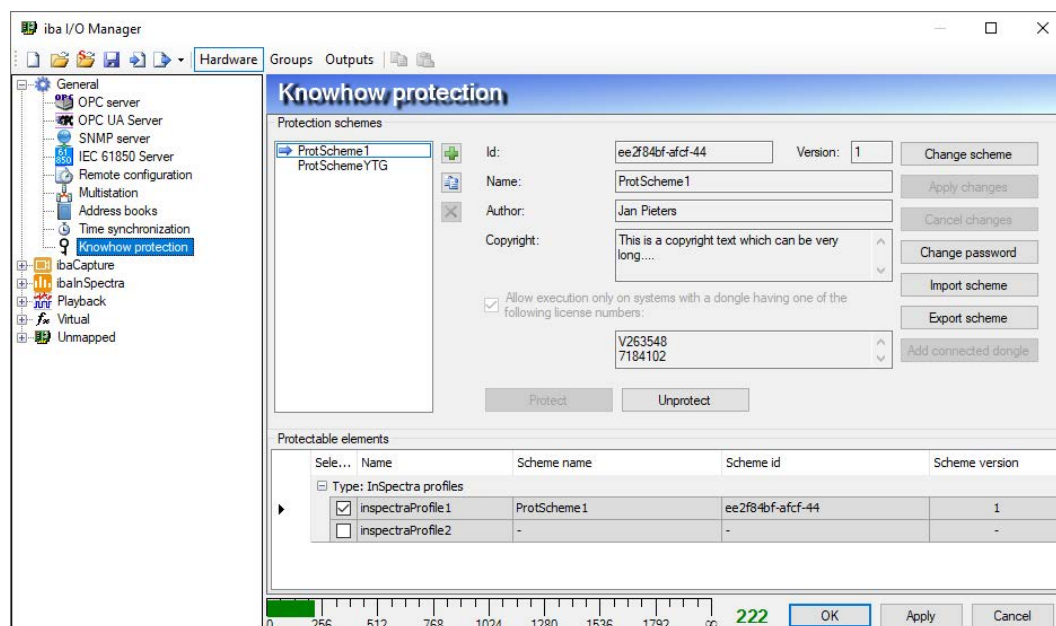 iba I/O Manager
Hardware Groups Outputs
General
OPC server
OPC UA Server
SNMP server
IEC 61850 Server
Remote configuration
Multistation
Address books
Time synchronization
Knowhow protection
ibaCapture
ibaInSpectra
Playback
Virtual
Unmapped
Knowhow protection
Protection schemes
ProtScheme1
ProtSchemeYTG
Id: ee2f84bf-afcf-44 Version: 1
Name: ProtScheme1
Author: Jan Pieters
Copyright: This is a copyright text which can be very
long....
Allow execution only on systems with a dongle having one of the
following license numbers:
V263548
7184102
Protect Unprotect
Change scheme
Apply changes
Cancel changes
Change password
Import scheme
Export scheme
Add connected dongle
Protectable elements
Sele... Name Scheme name Scheme id Scheme version
Type: InSpectra profiles
inspectraProfile1 ProtScheme1 ee2f84bf-afcf-44 1
inspectraProfile2 - -
0 256 512 768 1024 1280 1536 1792 ∞
222 OK Apply Cancel